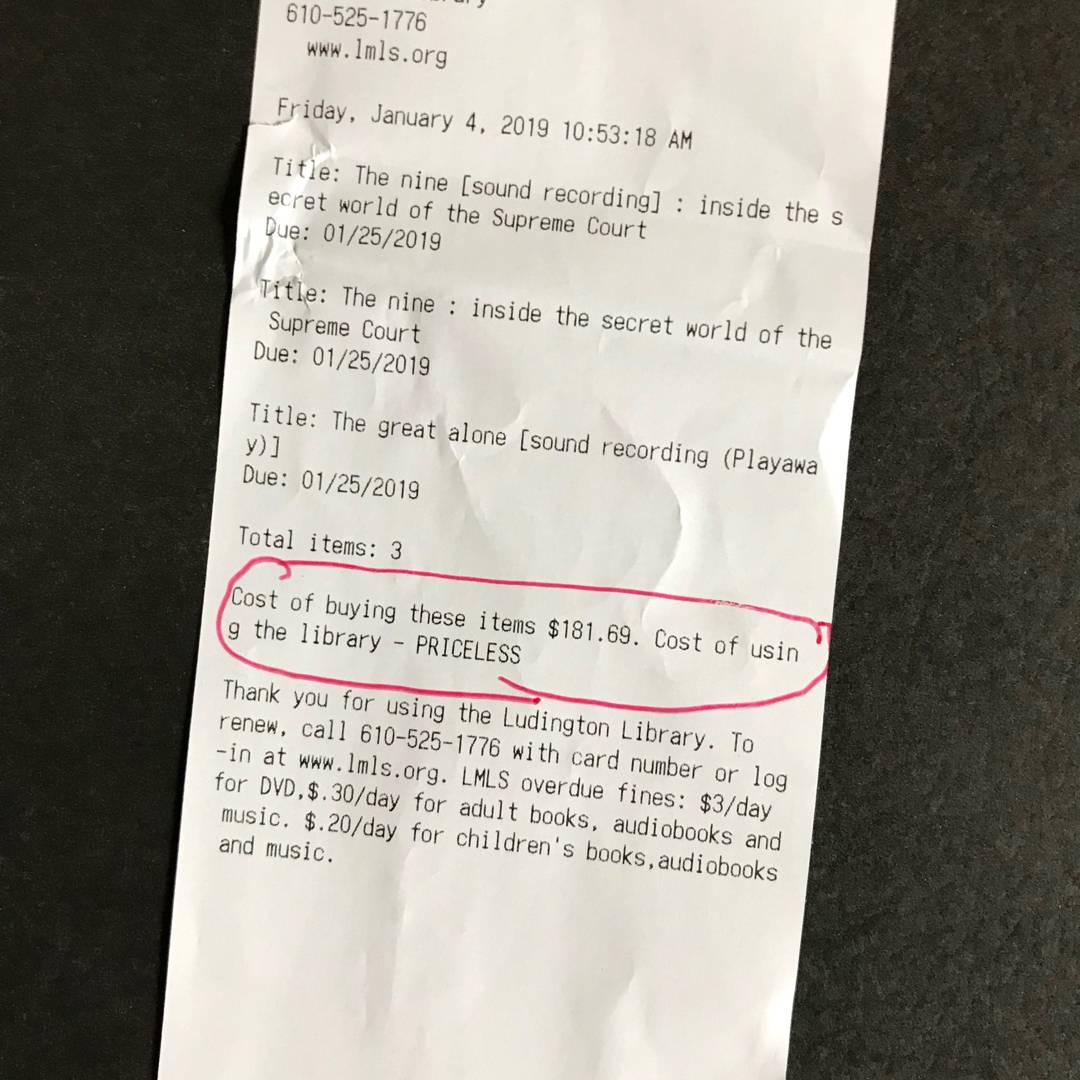 610-525-1776
www.lmls.org
Friday, January 4, 2019 10:53:18 AM
Title: The nine [sound recording] : inside the s
ecret world of the Supreme Court
Due: 01/25/2019
Title: The nine : inside the secret world of the
Supreme Court
Due: 01/25/2019
Title: The great alone [sound recording (Playawa
y)]
Due: 01/25/2019
Total items: 3
Cost of buying these items $181.69. Cost of usin
g the library - PRICELESS
Thank you for using the Ludington Library. To
renew, call 610-525-1776 with card number or log
-in at www.lmls.org. LMLS overdue fines: $3/day
for DVD,$.30/day for adult books, audiobooks and
music. $.20/day for children's books,audiobooks
and music.